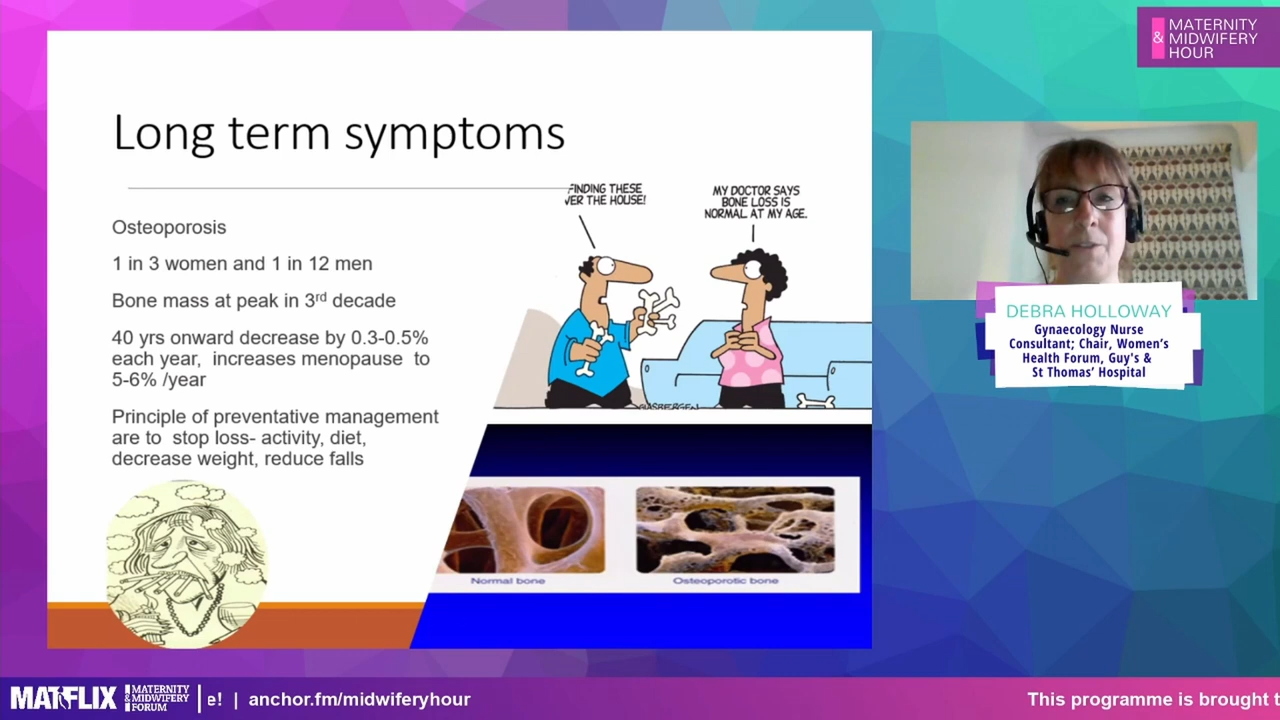 MATERNITY
& MIDWIFERY
HOUR
Long term symptoms
FINDING THESE
VER THE HOUSE!
MY DOCTOR SAYS
BONE LOSS IS
NORMAL AT MY AGE.
Osteoporosis
1 in 3 women and 1 in 12 men
Bone mass at peak in 3rd decade
40 yrs onward decrease by 0.3-0.5%
each year, increases menopause to
5-6% /year
Principle of preventative management
are to stop loss- activity, diet,
decrease weight, reduce falls
GLASBERGEN
Normal bone
Osteoporotic bone
DEBRA HOLLOWAY
Gynaecology Nurse
Consultant; Chair, Women's
Health Forum, Guy's &
St Thomas' Hospital
MATFLIX
MATERNITY
& MIDWIFERY
FORUM
e! | anchor.fm/midwiferyhour
This programme is brought t